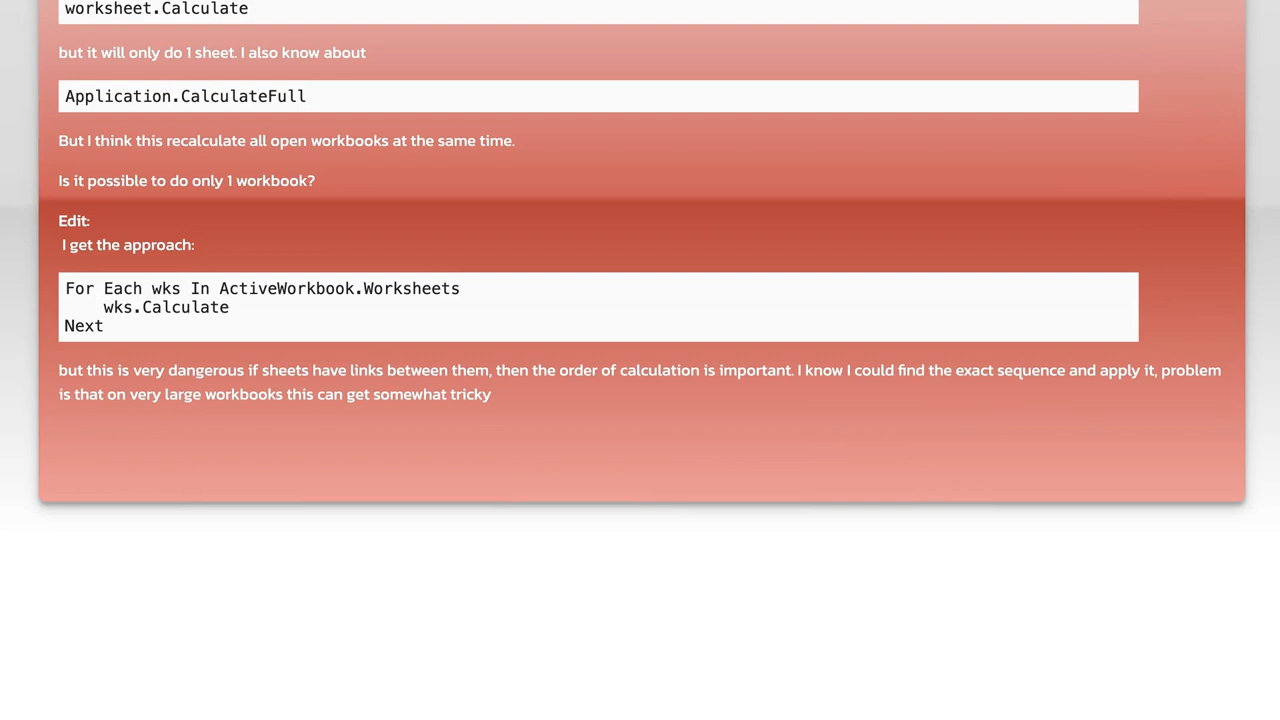 worksheet.Calculate
but it will only do 1 sheet. I also know about
Application.CalculateFull
But I think this recalculate all open workbooks at the same time.
Is it possible to do only 1 workbook?
Edit:
I get the approach:
For Each wks In ActiveWorkbook.Worksheets
    wks.Calculate
Next
but this is very dangerous if sheets have links between them, then the order of calculation is important. I know I could find the exact sequence and apply it, problem
is that on very large workbooks this can get somewhat tricky